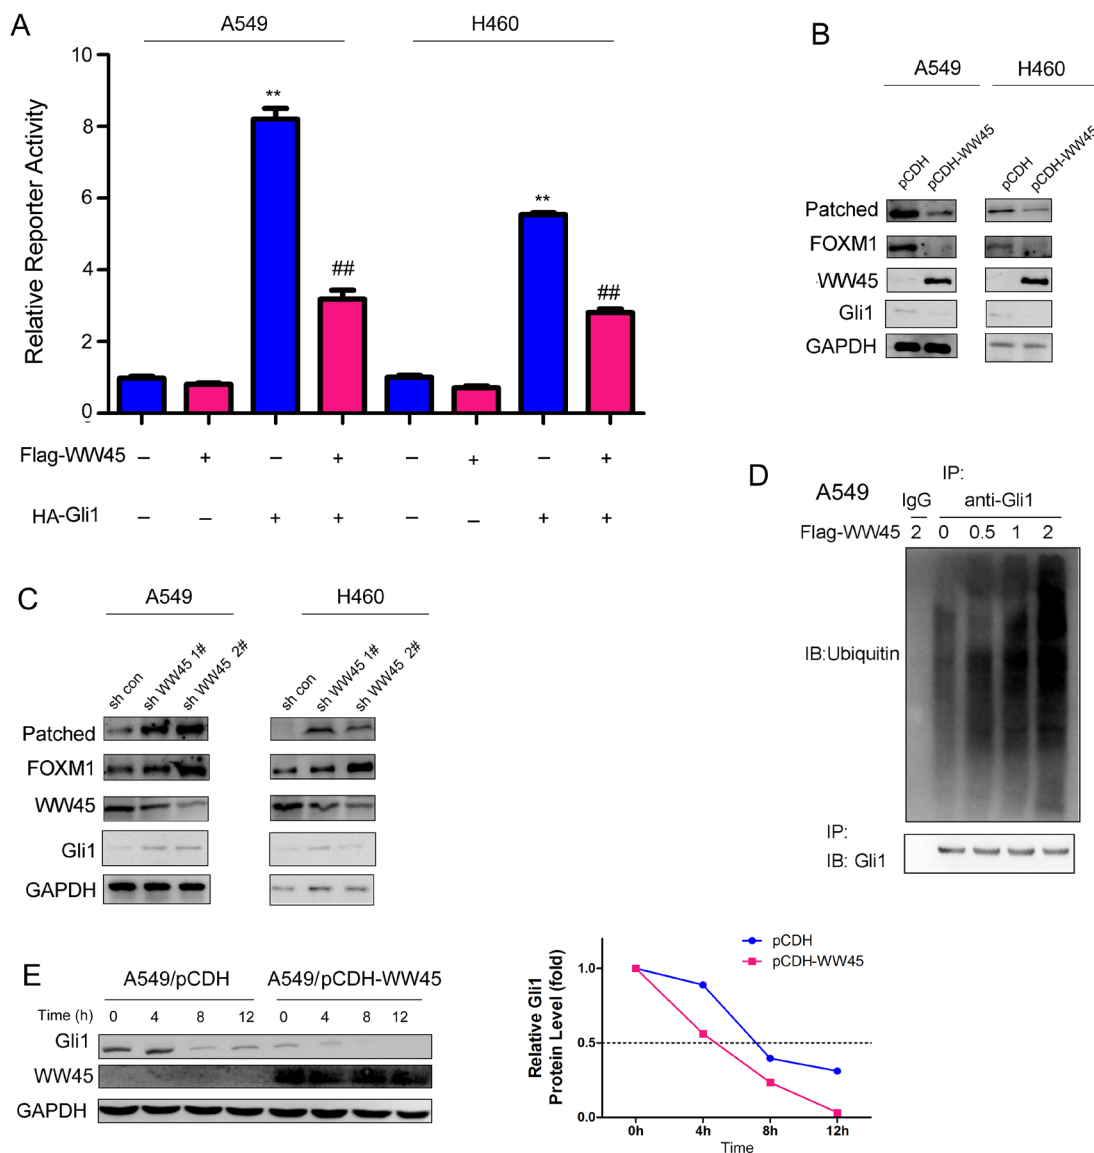 A
A549
H460
Relative Reporter Activity
10
8
6
4
2
0
**
##
**
##
Flag-WW45 – + – + – + – +
HA-Gli1 – – + + – – + +
B
A549
H460
pCDH
pCDH-WW45
pCDH
pCDH-WW45
Patched
FOXM1
WW45
Gli1
GAPDH
C
A549
H460
sh con
sh WW45 1#
sh WW45 2#
sh con
sh WW45 1#
sh WW45 2#
Patched
FOXM1
WW45
Gli1
GAPDH
D
A549
IP:
IgG anti-Gli1
Flag-WW45 2 0 0.5 1 2
IB:Ubiquitin
IP:
IB: Gli1
E
A549/pCDH A549/pCDH-WW45
Time (h) 0 4 8 12 0 4 8 12
Gli1
WW45
GAPDH
pCDH
pCDH-WW45
Relative Gli1
Protein Level (fold)
1.0
0.5
0.0
0h 4h 8h 12h
Time